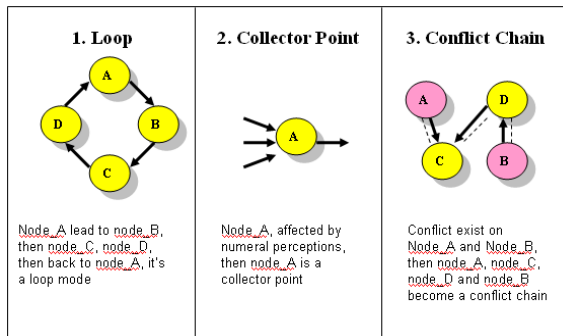 1. Loop
A
D
B
C
Node_A lead to node_B,
then node_C, node_D,
then back to node_A, it's
a loop mode
2. Collector Point
A
Node_A, affected by
numeral perceptions,
then node_A is a
collector point
3. Conflict Chain
A
D
C
B
Conflict exist on
Node_A and Node_B,
then node_A, node_C,
node_D and node_B
become a conflict chain